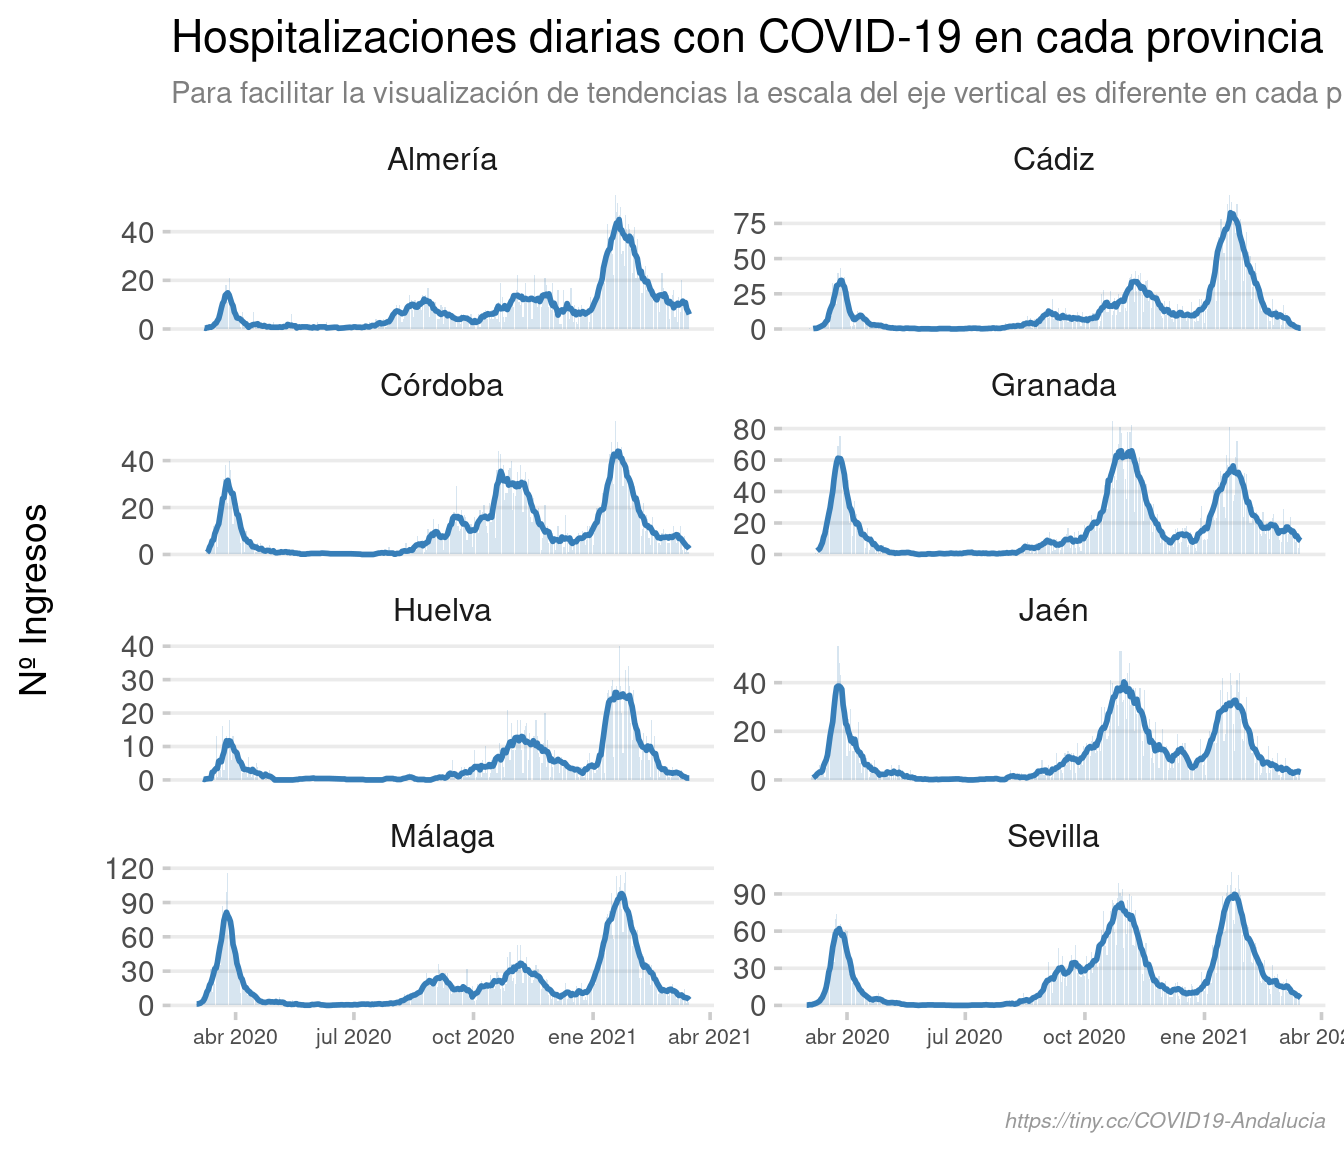 Hospitalizaciones diarias con COVID-19 en cada provincia
Para facilitar la visualización de tendencias la escala del eje vertical es diferente en cada p
Nº Ingresos
Almería
40
20
0
Cádiz
75
50
25
0
Córdoba
40
20
0
Granada
80
60
40
20
0
Huelva
40
30
20
10
0
Jaén
40
20
0
Málaga
120
90
60
30
0
Sevilla
90
60
30
0
abr 2020 jul 2020 oct 2020 ene 2021 abr 2021
abr 2020 jul 2020 oct 2020 ene 2021 abr 202
https://tiny.cc/COVID19-Andalucia